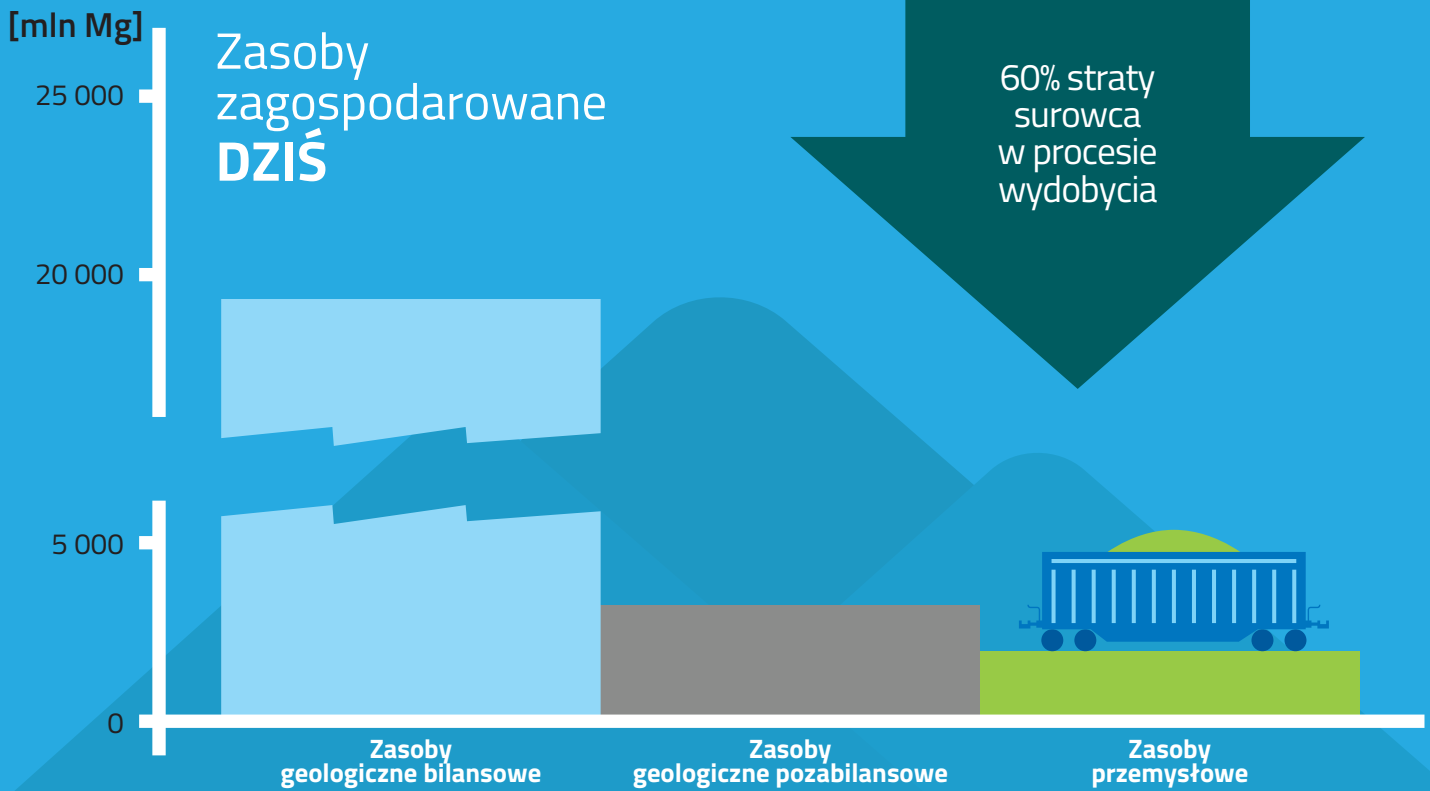 [mln Mg]
25 000
20 000
5 000
0
Zasoby
zagospodarowane
DZIŚ
60% straty
surowca
w procesie
wydobycia
Zasoby
geologiczne bilansowe
Zasoby
geologiczne pozabilansowe
Zasoby
przemysłowe